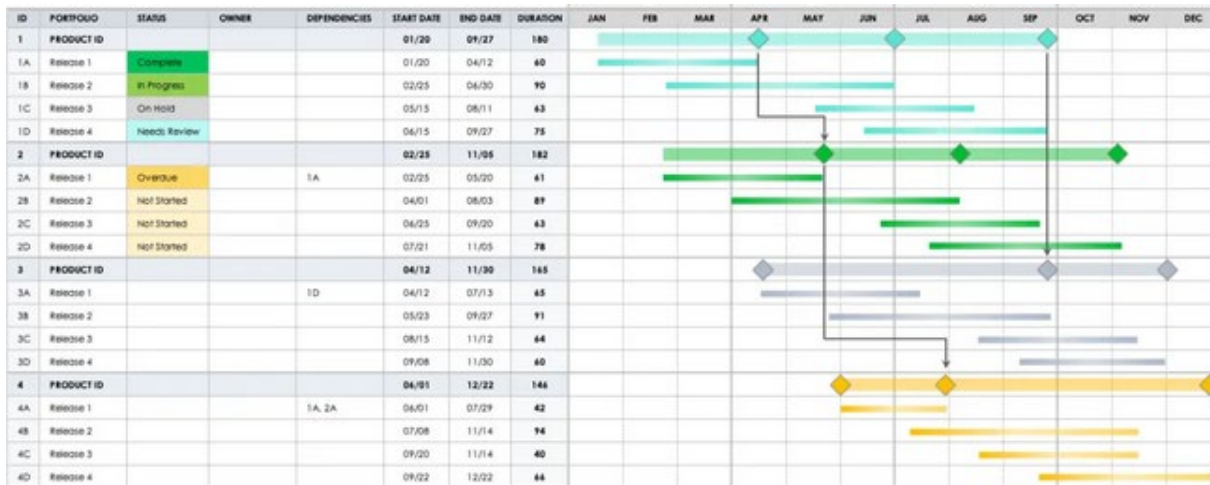 ID PORTFOLIO STATUS OWNER DEPENDENCIES START DATE END DATE DURATION JAN FEB MAR APR MAY JUN JUL AUG SEP OCT NOV DEC
1 PRODUCT ID 01/20 09/27 180
1A Release 1 Complete 01/20 04/12 60
1B Release 2 In Progress 02/25 06/30 90
1C Release 3 On Hold 05/15 08/11 63
1D Release 4 Needs Review 06/15 09/27 75
2 PRODUCT ID 02/25 11/05 182
2A Release 1 Overdue 1A 02/25 05/20 61
2B Release 2 Not Started 04/01 08/03 89
2C Release 3 Not Started 06/25 09/20 63
2D Release 4 Not Started 07/21 11/05 78
3 PRODUCT ID 04/12 11/30 165
3A Release 1 1D 04/12 07/13 65
3B Release 2 05/23 09/27 91
3C Release 3 08/15 11/12 64
3D Release 4 09/08 11/30 60
4 PRODUCT ID 06/01 12/22 146
4A Release 1 1A, 2A 06/01 07/29 42
4B Release 2 07/08 11/14 94
4C Release 3 09/20 11/14 40
4D Release 4 09/22 12/22 66